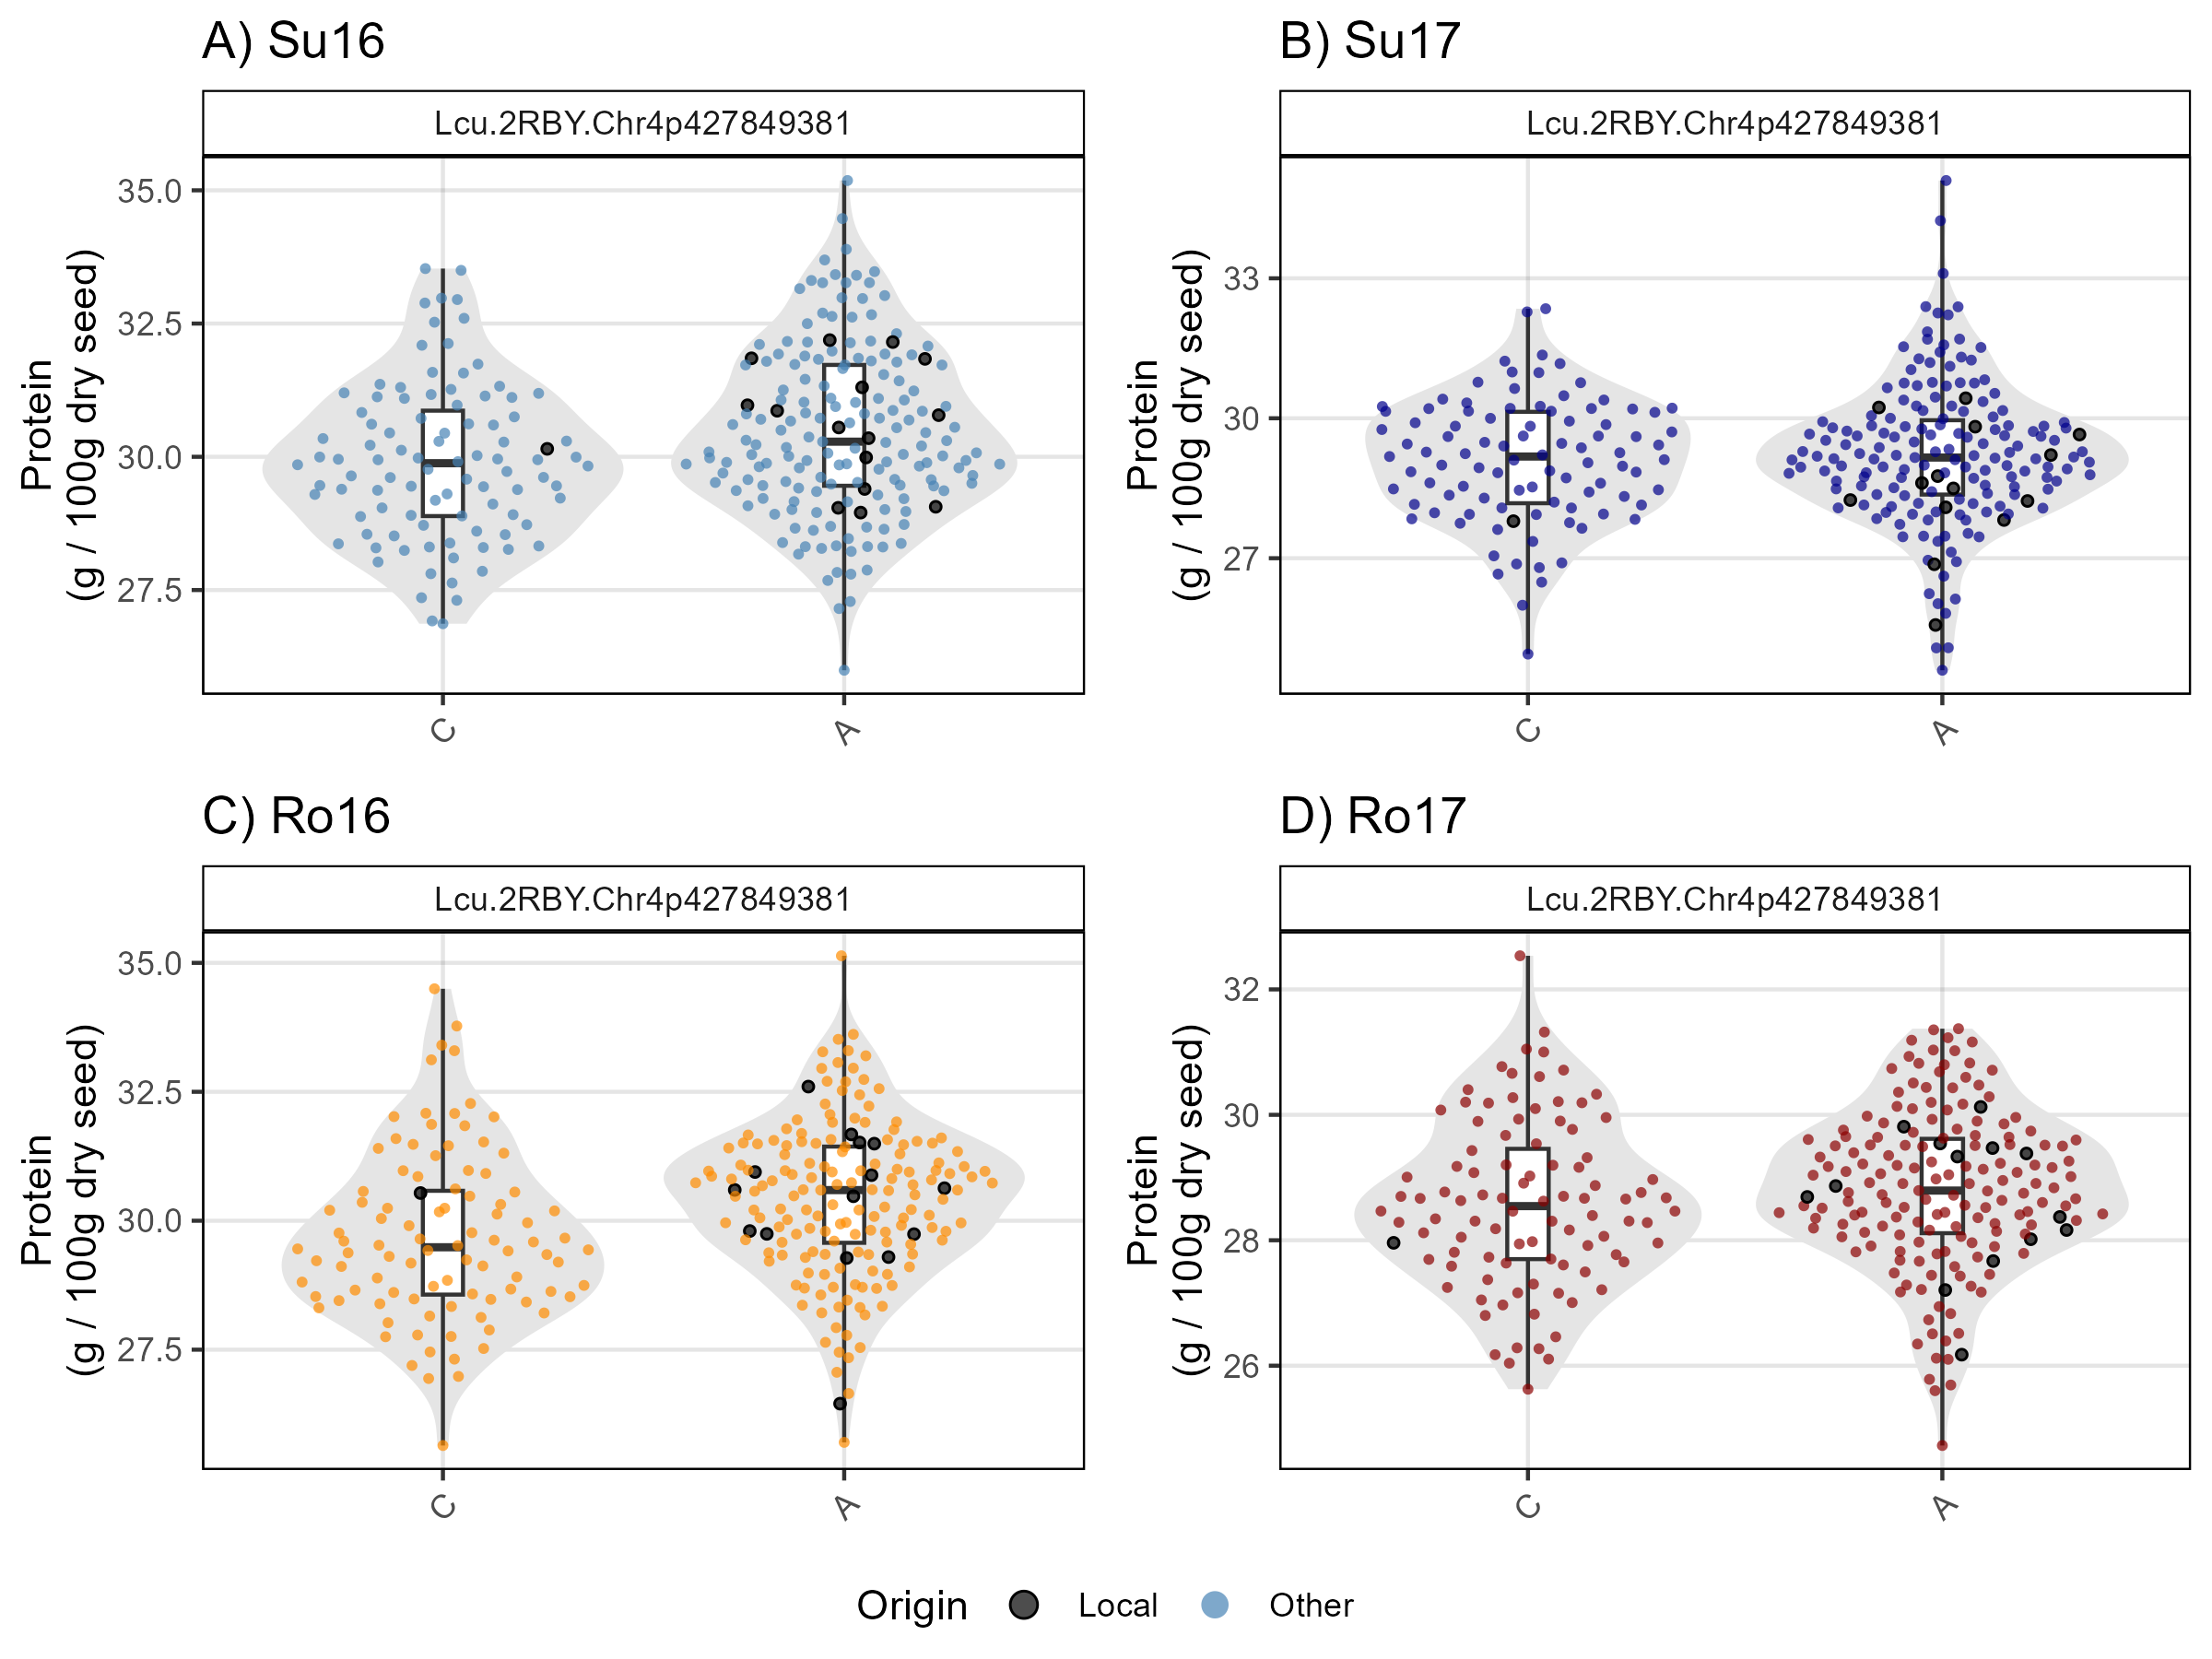 A) Su16
Lcu.2RBY.Chr4p427849381
Protein
(g / 100g dry seed)
35.0
32.5
30.0
27.5
C
A
B) Su17
Lcu.2RBY.Chr4p427849381
Protein
(g / 100g dry seed)
33
30
27
C
A
C) Ro16
Lcu.2RBY.Chr4p427849381
Protein
(g / 100g dry seed)
35.0
32.5
30.0
27.5
C
A
D) Ro17
Lcu.2RBY.Chr4p427849381
Protein
(g / 100g dry seed)
32
30
28
26
C
A
Origin Local Other